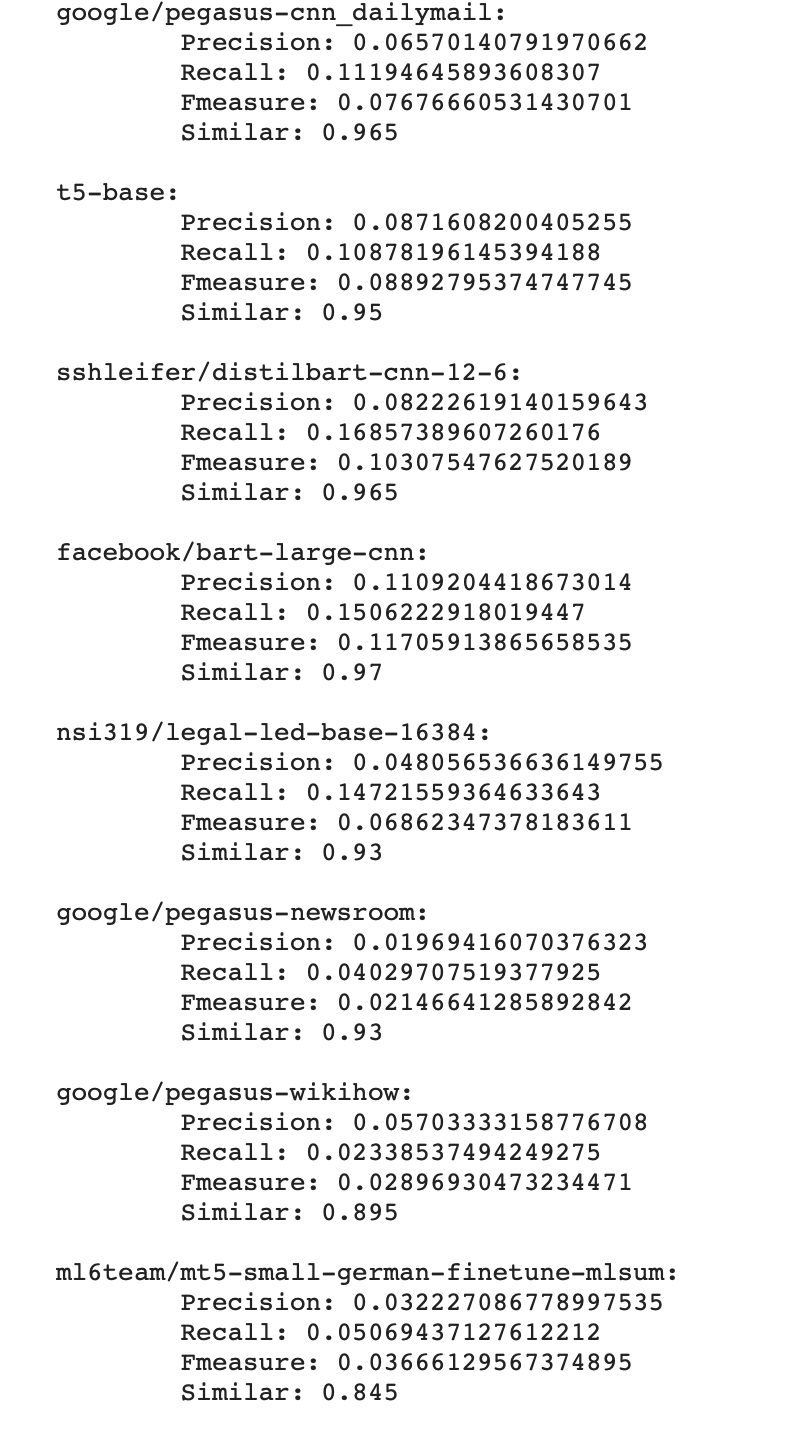 google/pegasus-cnn_dailymail:
Precision: 0.06570140791970662
Recall: 0.11194645893608307
Fmeasure: 0.07676660531430701
Similar: 0.965
t5-base:
Precision: 0.0871608200405255
Recall: 0.10878196145394188
Fmeasure: 0.08892795374747745
Similar: 0.95
sshleifer/distilbart-cnn-12-6:
Precision: 0.08222619140159643
Recall: 0.16857389607260176
Fmeasure: 0.10307547627520189
Similar: 0.965
facebook/bart-large-cnn:
Precision: 0.1109204418673014
Recall: 0.1506222918019447
Fmeasure: 0.11705913865658535
Similar: 0.97
nsi319/legal-led-base-16384:
Precision: 0.048056536636149755
Recall: 0.14721559364633643
Fmeasure: 0.06862347378183611
Similar: 0.93
google/pegasus-newsroom:
Precision: 0.01969416070376323
Recall: 0.04029707519377925
Fmeasure: 0.02146641285892842
Similar: 0.93
google/pegasus-wikihow:
Precision: 0.05703333158776708
Recall: 0.02338537494249275
Fmeasure: 0.02896930473234471
Similar: 0.895
ml6team/mt5-small-german-finetune-mlsum:
Precision: 0.032227086778997535
Recall: 0.05069437127612212
Fmeasure: 0.03666129567374895
Similar: 0.845